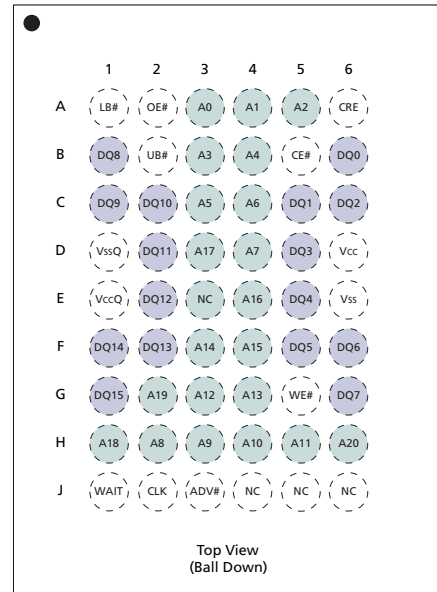 1 2 3 4 5 6
A LB# OE# A0 A1 A2 CRE
B DQ8 UB# A3 A4 CE# DQ0
C DQ9 DQ10 A5 A6 DQ1 DQ2
D VssQ DQ11 A17 A7 DQ3 Vcc
E VccQ DQ12 NC A16 DQ4 Vss
F DQ14 DQ13 A14 A15 DQ5 DQ6
G DQ15 A19 A12 A13 WE# DQ7
H A18 A8 A9 A10 A11 A20
J WAIT CLK ADV# NC NC NC
Top View
(Ball Down)